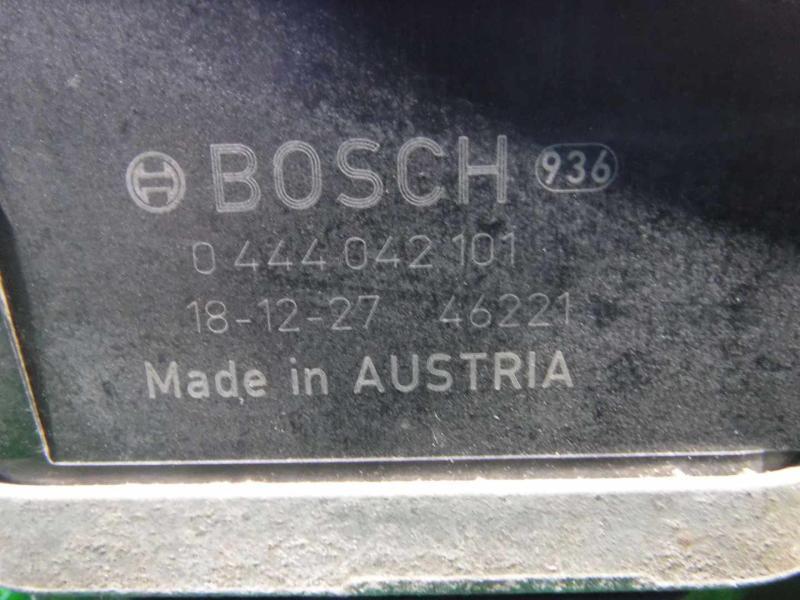 BOSCH 936
0 444 042 101
18-12-27 46221
Made in AUSTRIA